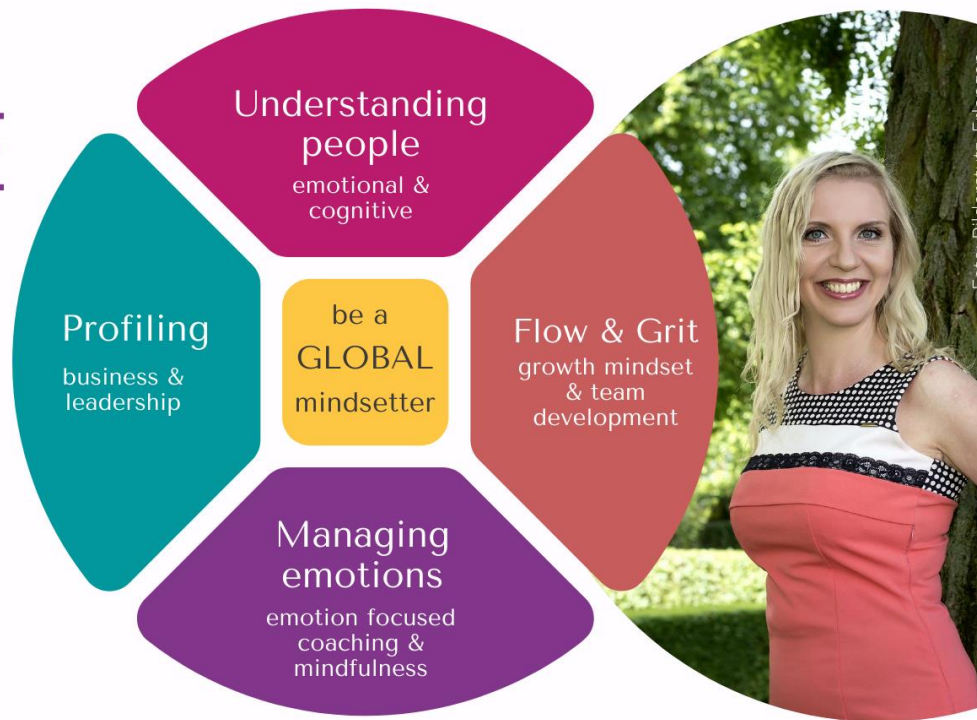 Understanding
people
emotional &
cognitive
Profiling
business &
leadership
be a
GLOBAL
mindsetter
Flow & Grit
growth mindset
& team
development
Managing
emotions
emotion focused
coaching &
mindfulness